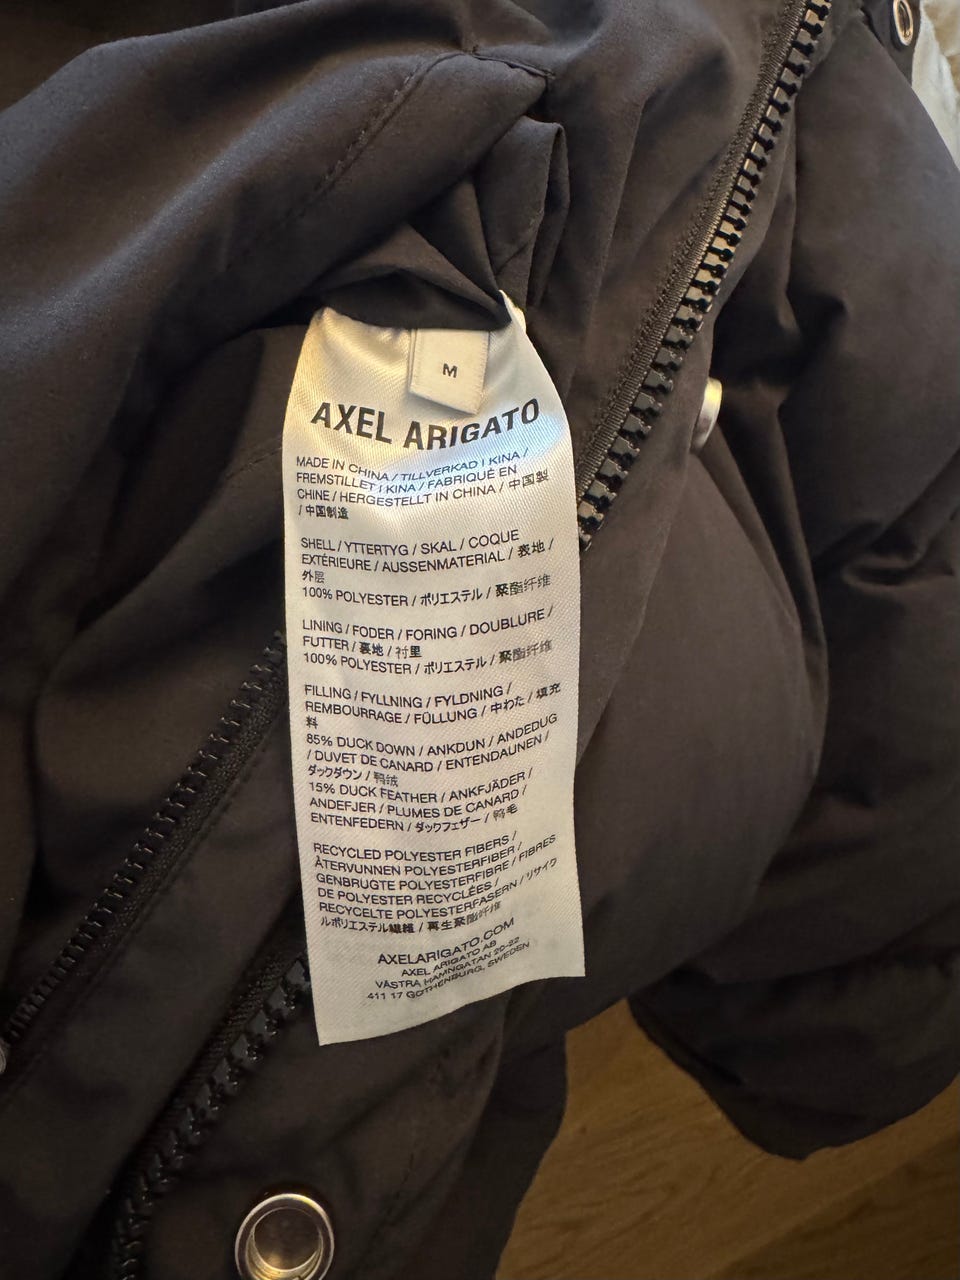 M
AXEL ARIGATO
MADE IN CHINA / TILLVERKAD I KINA /
FREMSTILLET I KINA / FABRIQUÉ EN
CHINE / HERGESTELLT IN CHINA / 中国製
/ 中国制造
SHELL / YTTERTYG / SKAL / COQUE
EXTÉRIEURE / AUSSENMATERIAL / 表地 /
外层
100% POLYESTER / ポリエステル / 聚酯纤维
LINING / FODER / FORING / DOUBLURE /
FUTTER / 裏地 / 衬里
100% POLYESTER / ポリエステル / 聚酯纤维
FILLING / FYLLNING / FYLDNING /
REMBOURRAGE / FÜLLUNG / 中わた / 填充
料
85% DUCK DOWN / ANKDUN / ANDEDUG
/ DUVET DE CANARD / ENTENDAUNEN /
ダックダウン / 鸭绒
15% DUCK FEATHER / ANKFJÄDER /
ANDEFJER / PLUMES DE CANARD /
ENTENFEDERN / ダックフェザー / 鸭毛
RECYCLED POLYESTER FIBERS /
ÅTERVUNNEN POLYESTERFIBER /
GENBRUGTE POLYESTERFIBRE / FIBRES
DE POLYESTER RECYCLÉES /
RECYCELTE POLYESTERFASERN / リサイク
ルポリエステル繊維 / 再生聚酯纤维
AXELARIGATO.COM
AXEL ARIGATO AB
VÄSTRA HAMNGATAN 20-22
411 17 GOTHENBURG, SWEDEN